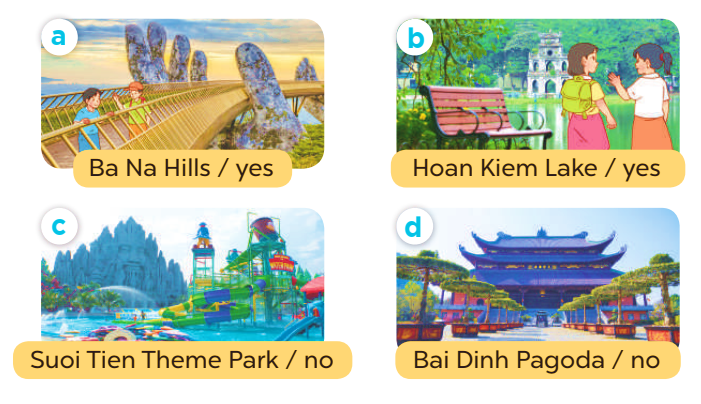 a
Ba Na Hills / yes
b
Hoan Kiem Lake / yes
c
Suoi Tien Theme Park / no
d
Bai Dinh Pagoda / no